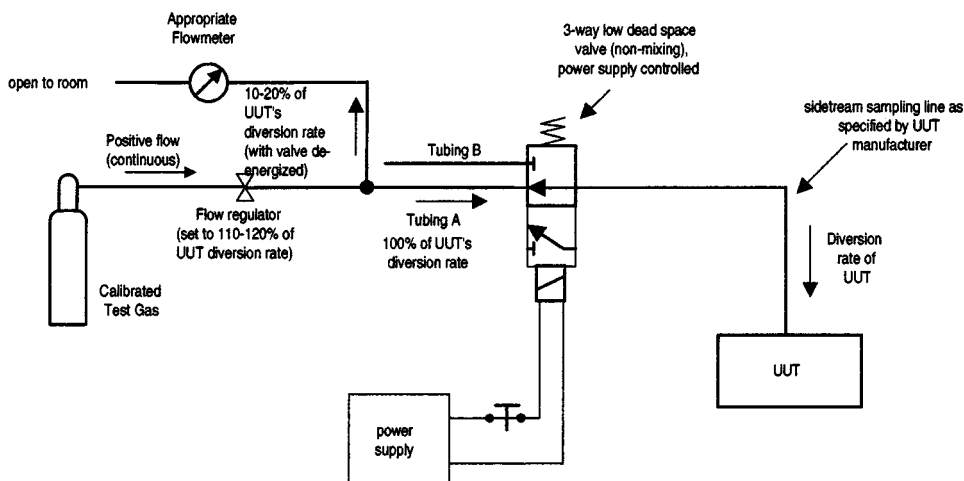 Appropriate
Flowmeter
open to room
10-20% of
UUT's
diversion rate
(with valve de-
energized)
Positive flow
(continuous)
Flow regulator
(set to 110-120% of
UUT diversion rate)
Calibrated
Test Gas
Tubing B
Tubing A
100% of UUT's
diversion rate
3-way low dead space
valve (non-mixing),
power supply controlled
sidestream sampling line as
specified by UUT
manufacturer
Diversion
rate of
UUT
UUT
power
supply